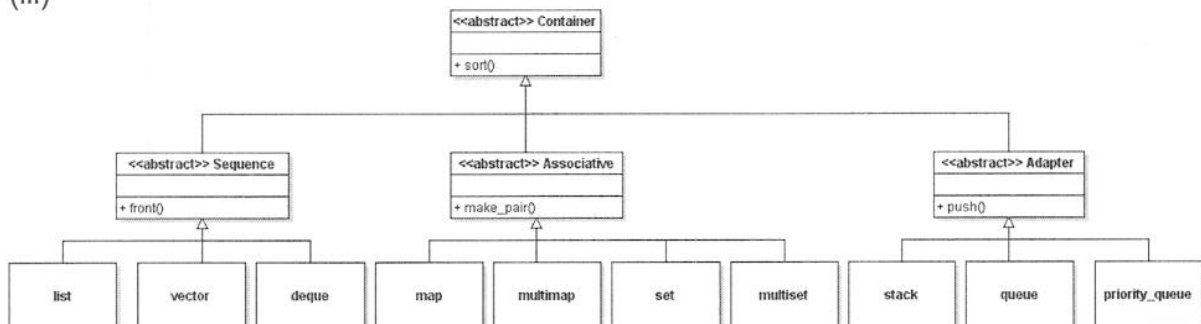 (iii)
<<abstract>> Container
+ sort()
<<abstract>> Sequence
+ front()
<<abstract>> Associative
+ make_pair()
<<abstract>> Adapter
+ push()
list
vector
deque
map
multimap
set
multiset
stack
queue
priority_queue